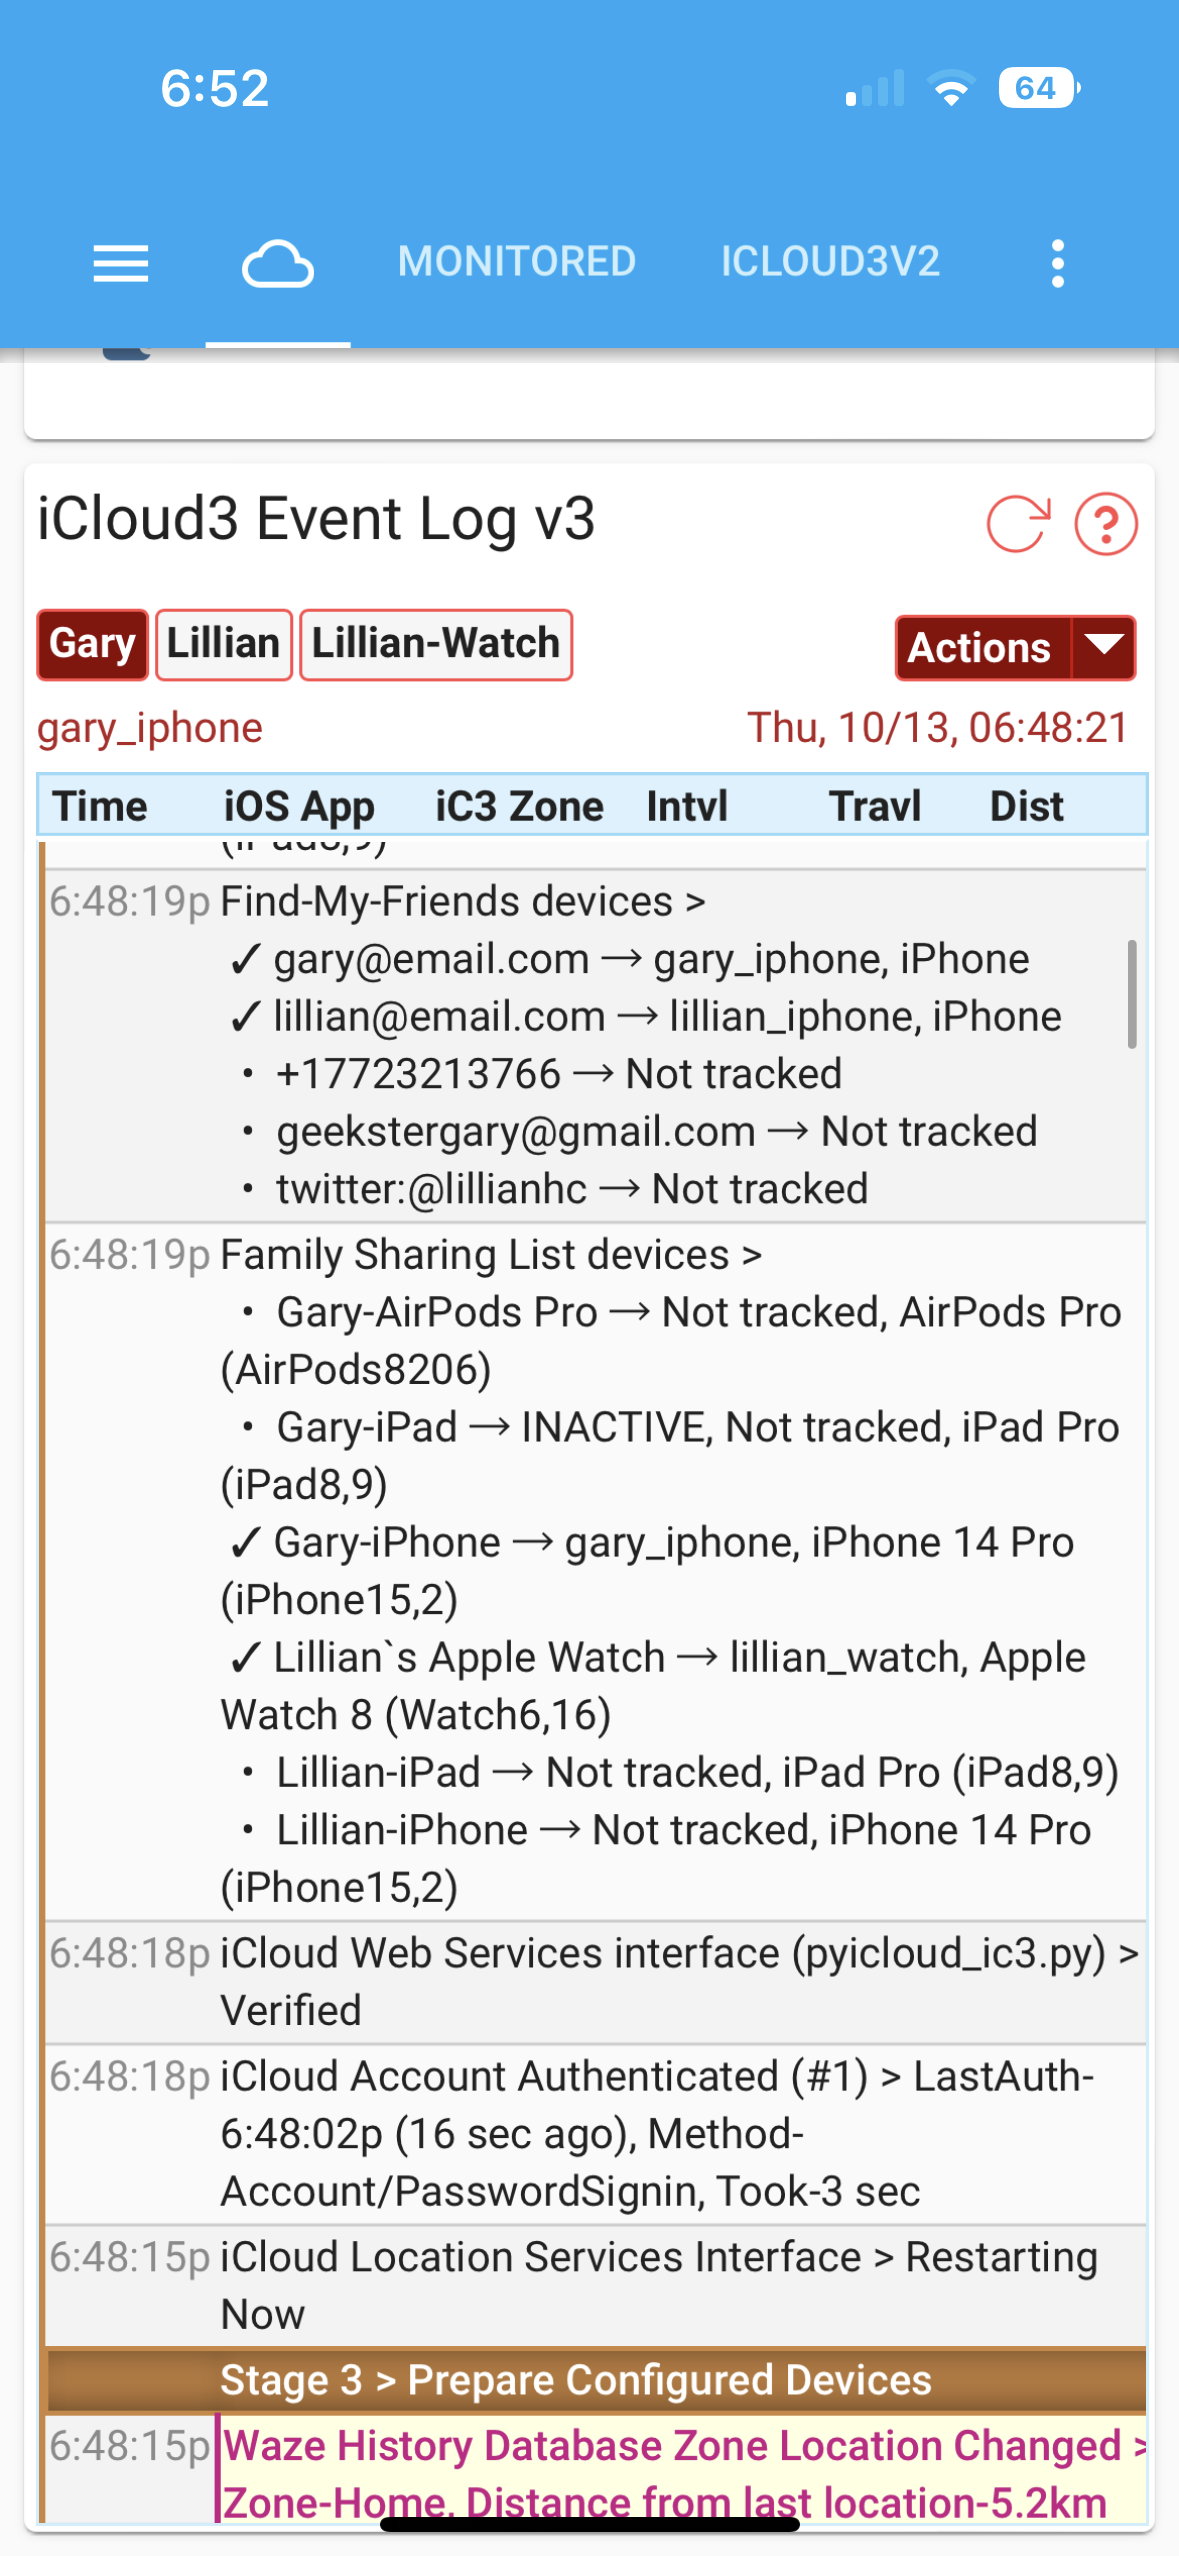 6:52
64
MONITORED ICLOUD3V2
iCloud3 Event Log v3
Gary Lillian Lillian-Watch Actions
gary_iphone Thu, 10/13, 06:48:21
Time iOS App iC3 Zone Intvl Travl Dist
(iPad8,9)
6:48:19p Find-My-Friends devices >
✓ gary@email.com → gary_iphone, iPhone
✓ lillian@email.com → lillian_iphone, iPhone
• +17723213766 → Not tracked
• geekstergary@gmail.com → Not tracked
• twitter:@lillianhc → Not tracked
6:48:19p Family Sharing List devices >
• Gary-AirPods Pro → Not tracked, AirPods Pro
(AirPods8206)
• Gary-iPad → INACTIVE, Not tracked, iPad Pro
(iPad8,9)
✓ Gary-iPhone → gary_iphone, iPhone 14 Pro
(iPhone15,2)
✓ Lillian`s Apple Watch → lillian_watch, Apple
Watch 8 (Watch6,16)
• Lillian-iPad → Not tracked, iPad Pro (iPad8,9)
• Lillian-iPhone → Not tracked, iPhone 14 Pro
(iPhone15,2)
6:48:18p iCloud Web Services interface (pyicloud_ic3.py) >
Verified
6:48:18p iCloud Account Authenticated (#1) > LastAuth-
6:48:02p (16 sec ago), Method-
Account/PasswordSignin, Took-3 sec
6:48:15p iCloud Location Services Interface > Restarting
Now
Stage 3 > Prepare Configured Devices
6:48:15p Waze History Database Zone Location Changed >
Zone-Home, Distance from last location-5.2km